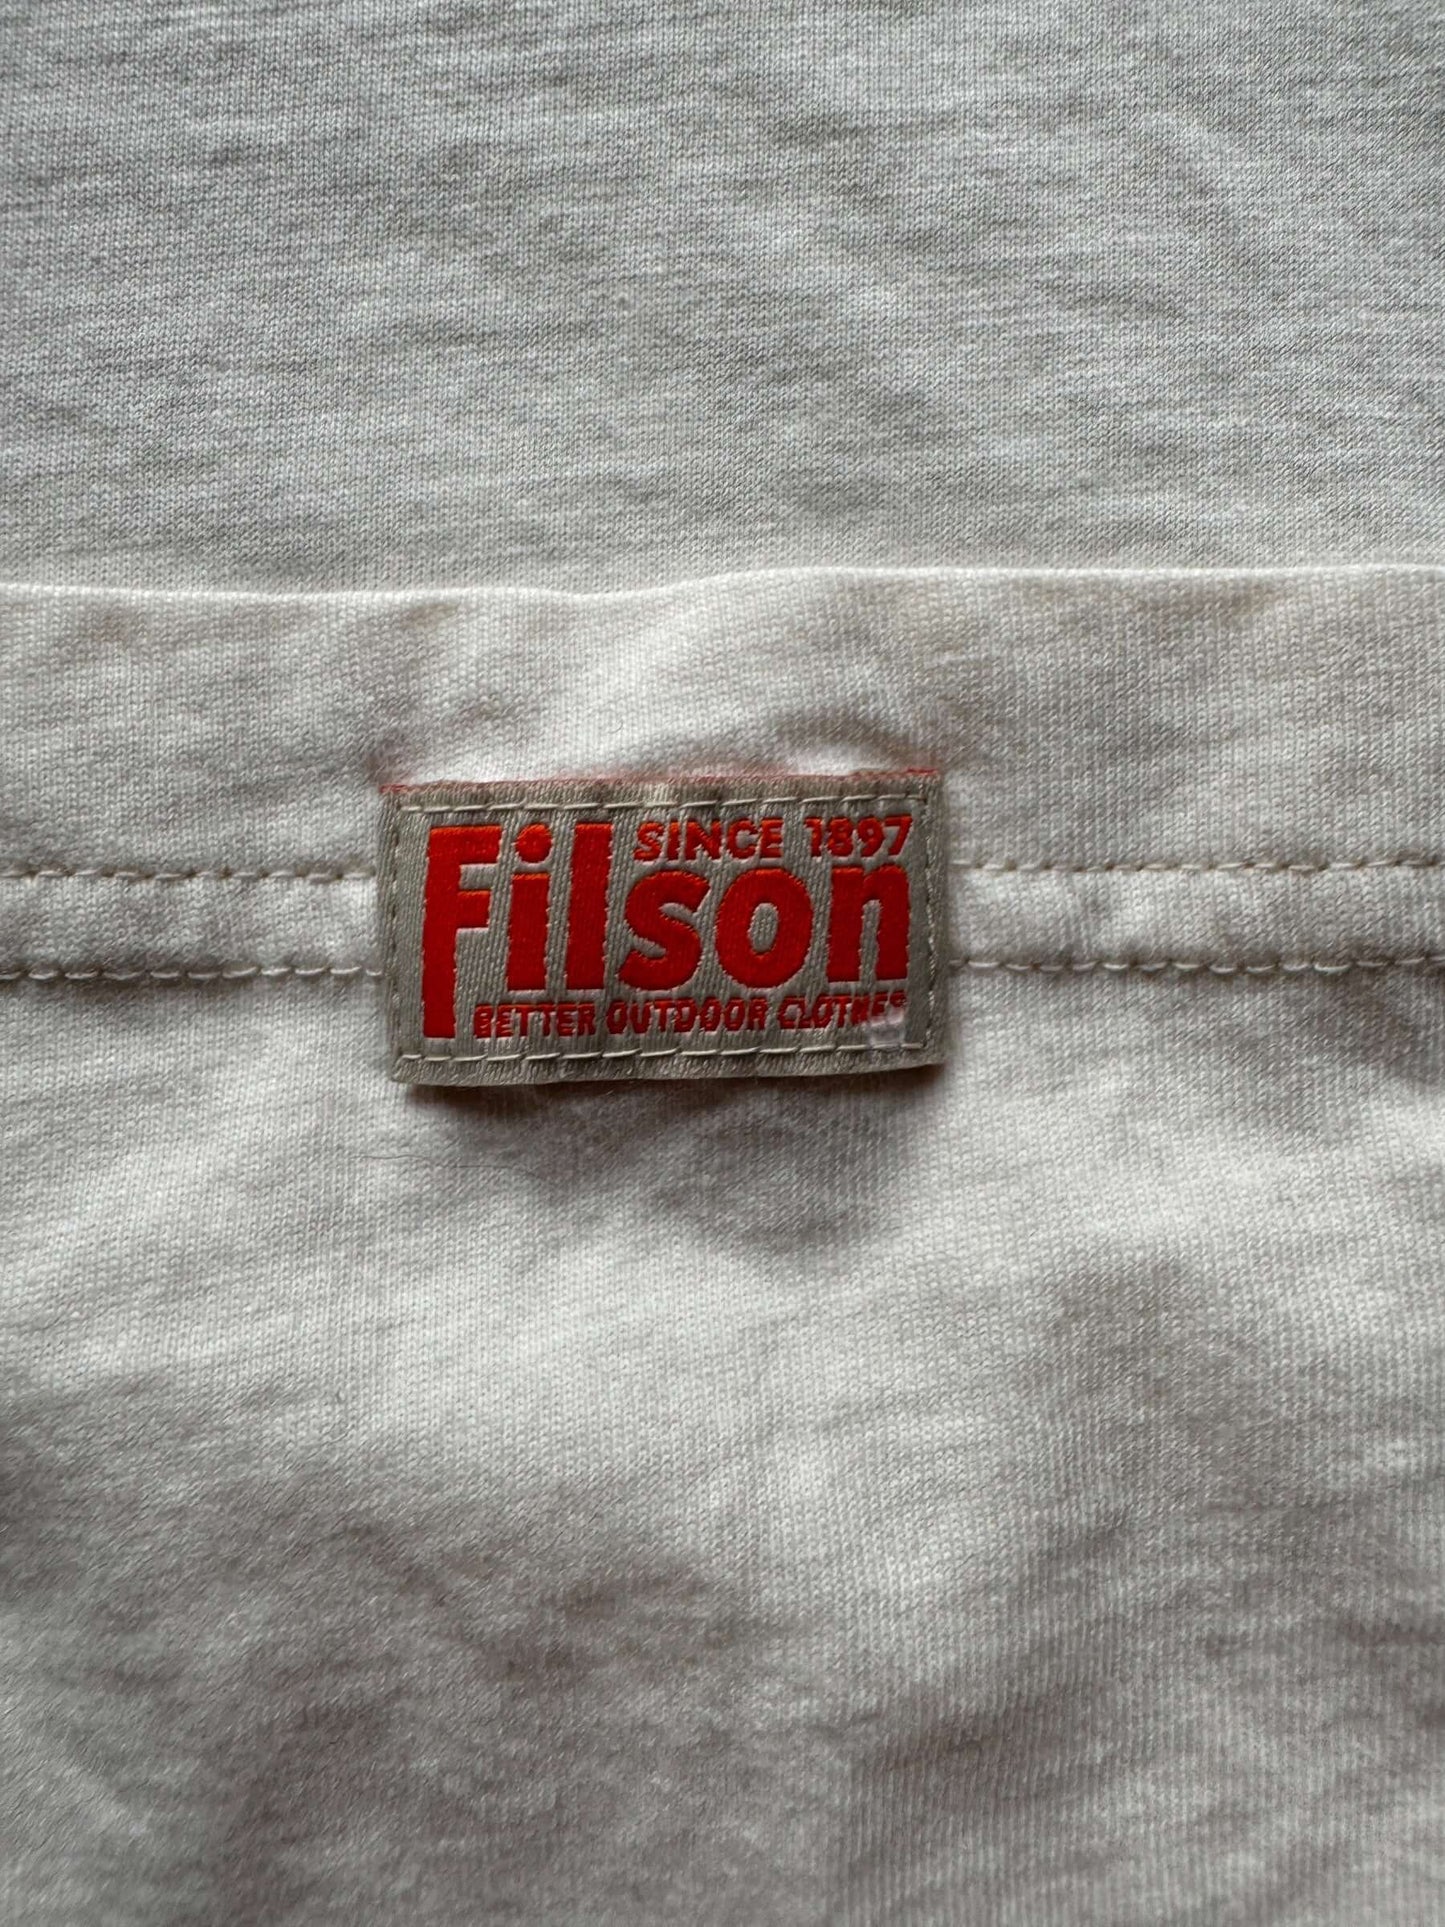 SINCE 1897
Filson
BETTER OUTDOOR CLOTHES